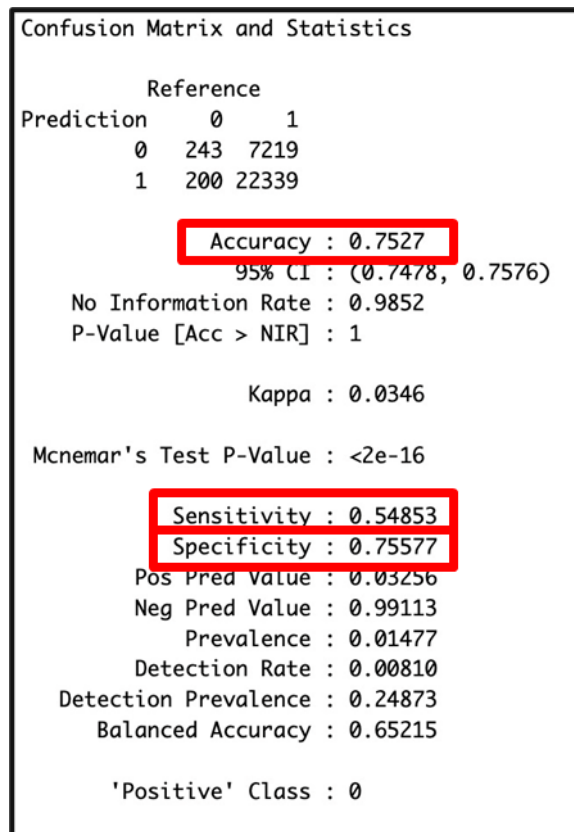 Confusion Matrix and Statistics
Reference
Prediction 0 1
0 243 7219
1 200 22339
Accuracy : 0.7527
95% CI : (0.7478, 0.7576)
No Information Rate : 0.9852
P-Value [Acc > NIR] : 1
Kappa : 0.0346
Mcnemar's Test P-Value : <2e-16
Sensitivity : 0.54853
Specificity : 0.75577
Pos Pred Value : 0.03256
Neg Pred Value : 0.99113
Prevalence : 0.01477
Detection Rate : 0.00810
Detection Prevalence : 0.24873
Balanced Accuracy : 0.65215
'Positive' Class : 0